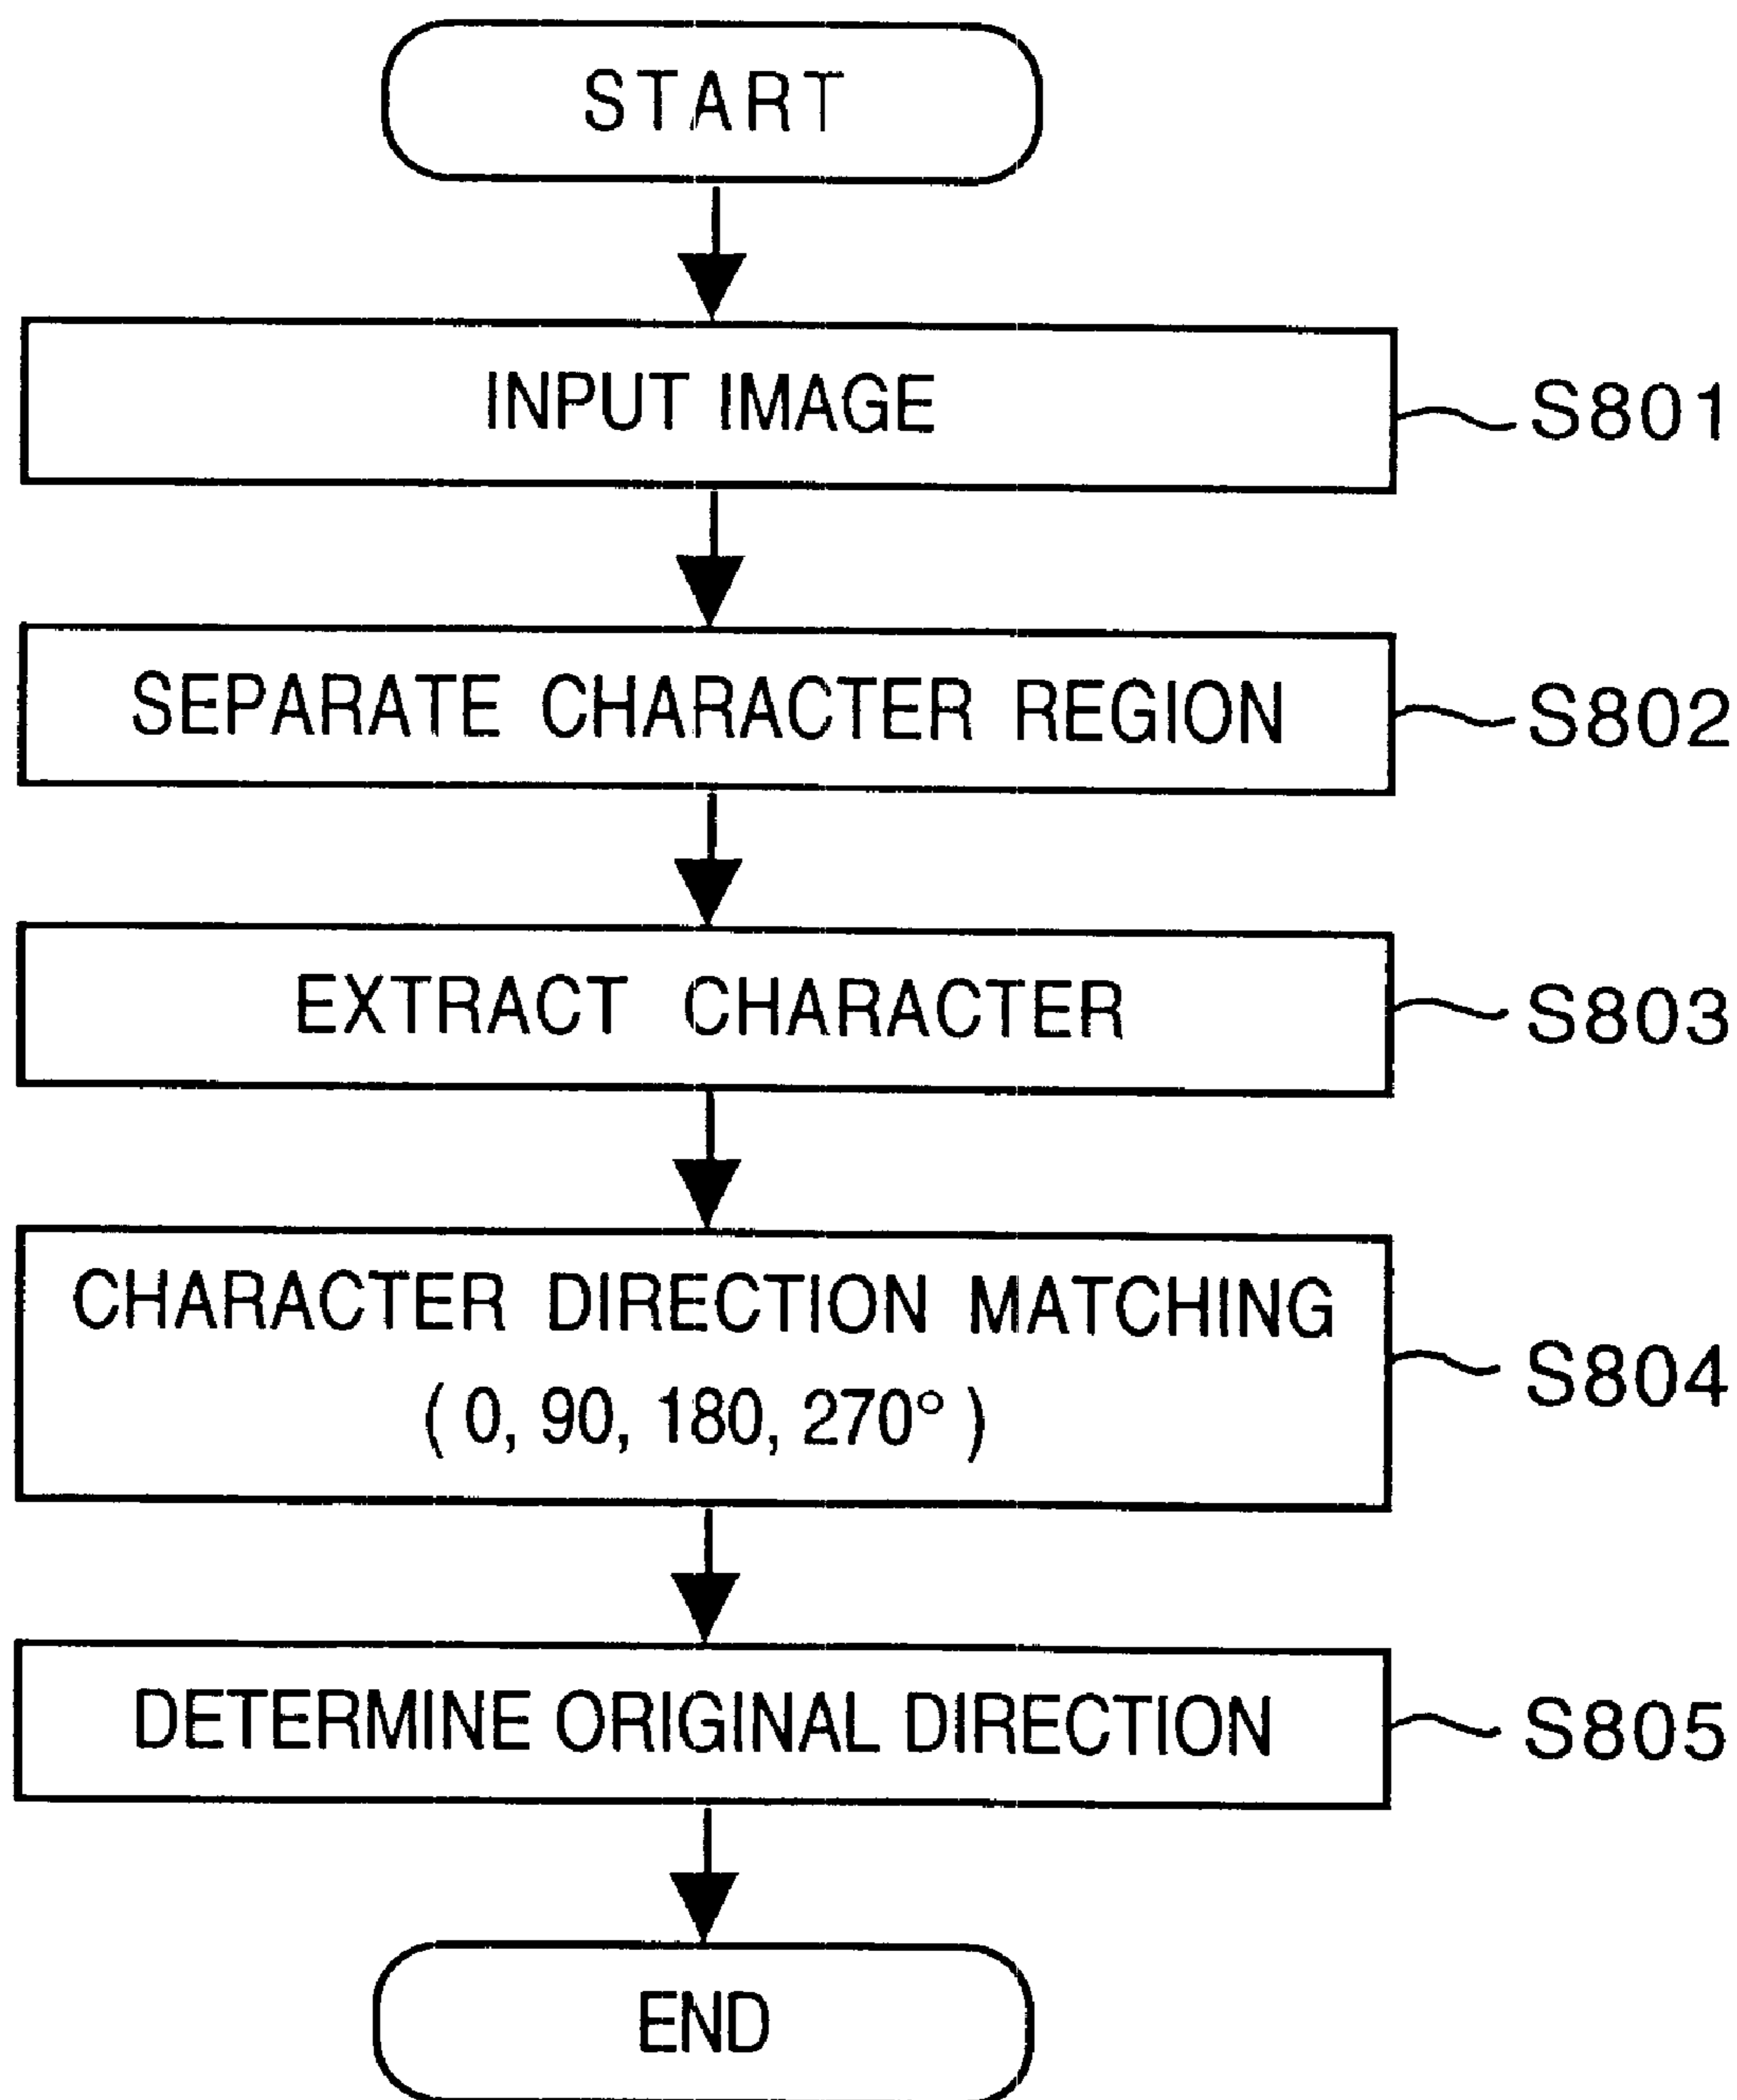 START
INPUT IMAGE
S801
SEPARATE CHARACTER REGION
S802
EXTRACT CHARACTER
S803
CHARACTER DIRECTION MATCHING
( 0, 90, 180, 270° )
S804
DETERMINE ORIGINAL DIRECTION
S805
END